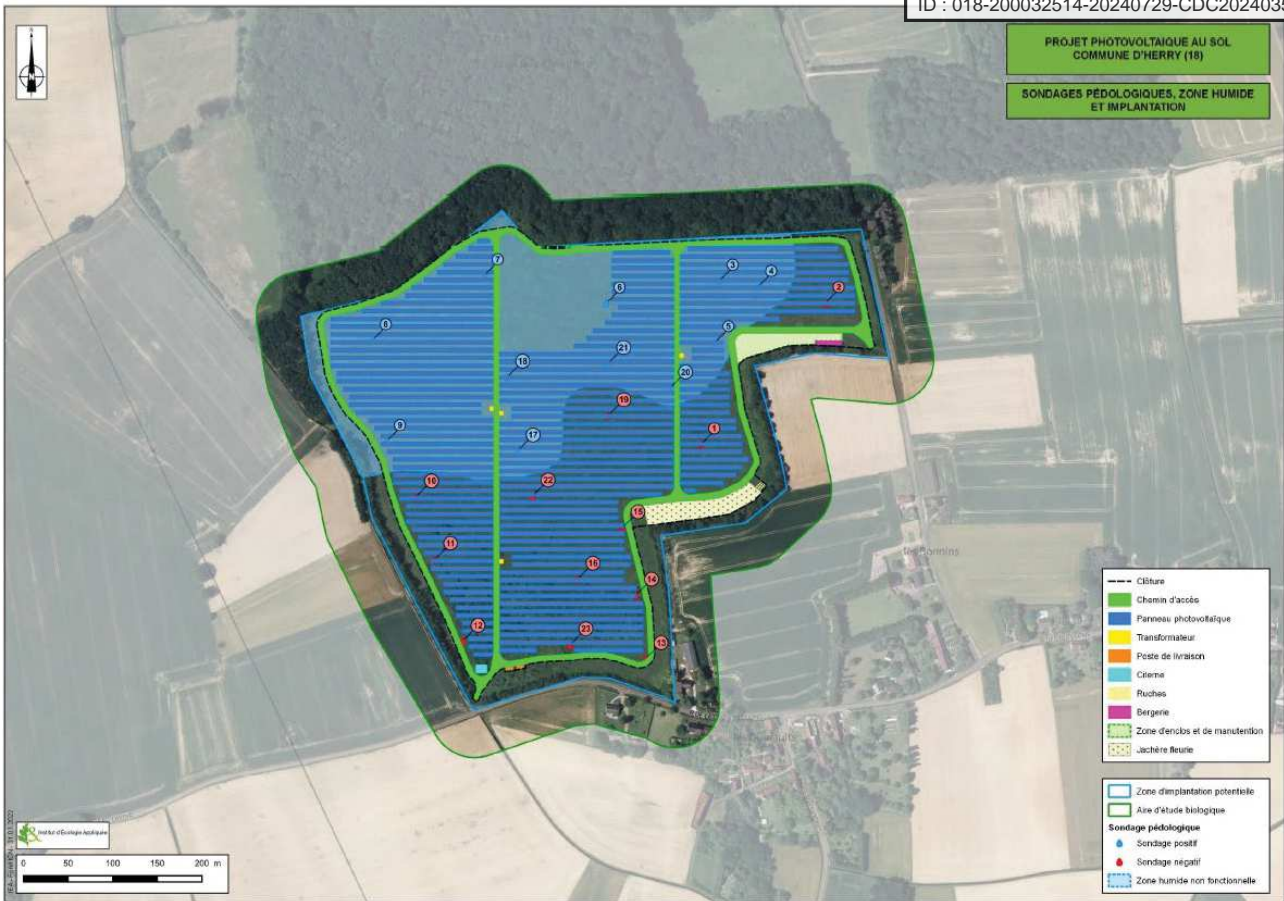 ID : 018-200032514-20240729-CDC2024035
PROJET PHOTOVOLTAIQUE AU SOL
COMMUNE D'HERRY (18)
SONDAGES PÉDOLOGIQUES, ZONE HUMIDE
ET IMPLANTATION
N
7
3
4
6
2
8
5
21
18
20
19
9
17
1
10
22
15
11
16
14
12
23
13
Clôture
Chemin d'accès
Panneau photovoltaïque
Transformateur
Poste de livraison
Citerne
Ruches
Bergerie
Zone d'enclos et de manutention
Jachère fleurie
Zone d'implantation potentielle
Aire d'étude biologique
Sondage pédologique
Sondage positif
Sondage négatif
Zone humide non fonctionnelle
Institut d'Écologie Appliquée
0 50 100 150 200 m